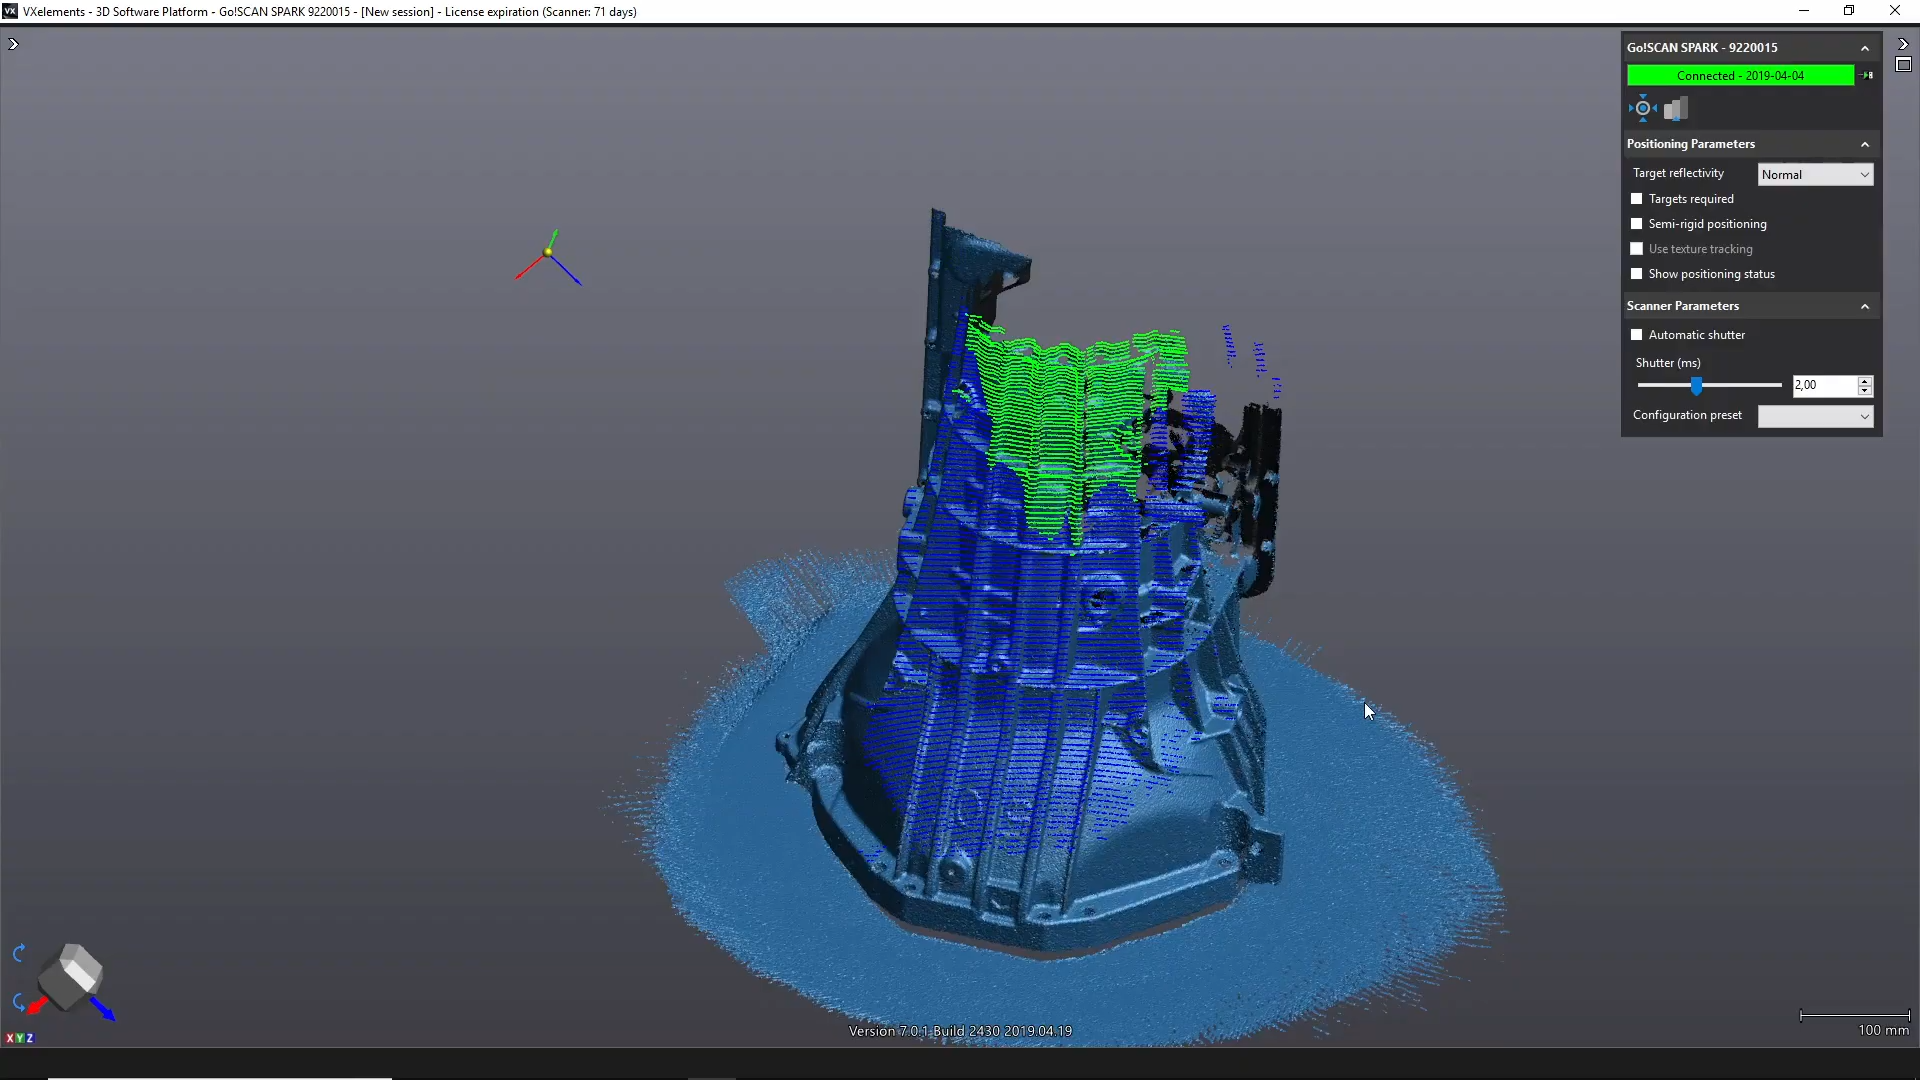 VX VXelements - 3D Software Platform - Go!SCAN SPARK 9220015 - [New session] - License expiration (Scanner: 71 days)
Go!SCAN SPARK - 9220015
Connected - 2019-04-04
Positioning Parameters
Target reflectivity Normal
Targets required
Semi-rigid positioning
Use texture tracking
Show positioning status
Scanner Parameters
Automatic shutter
Shutter (ms)
2,00
Configuration preset
XYZ
Version 7.0.1 Build 2430 2019.04.19
100 mm